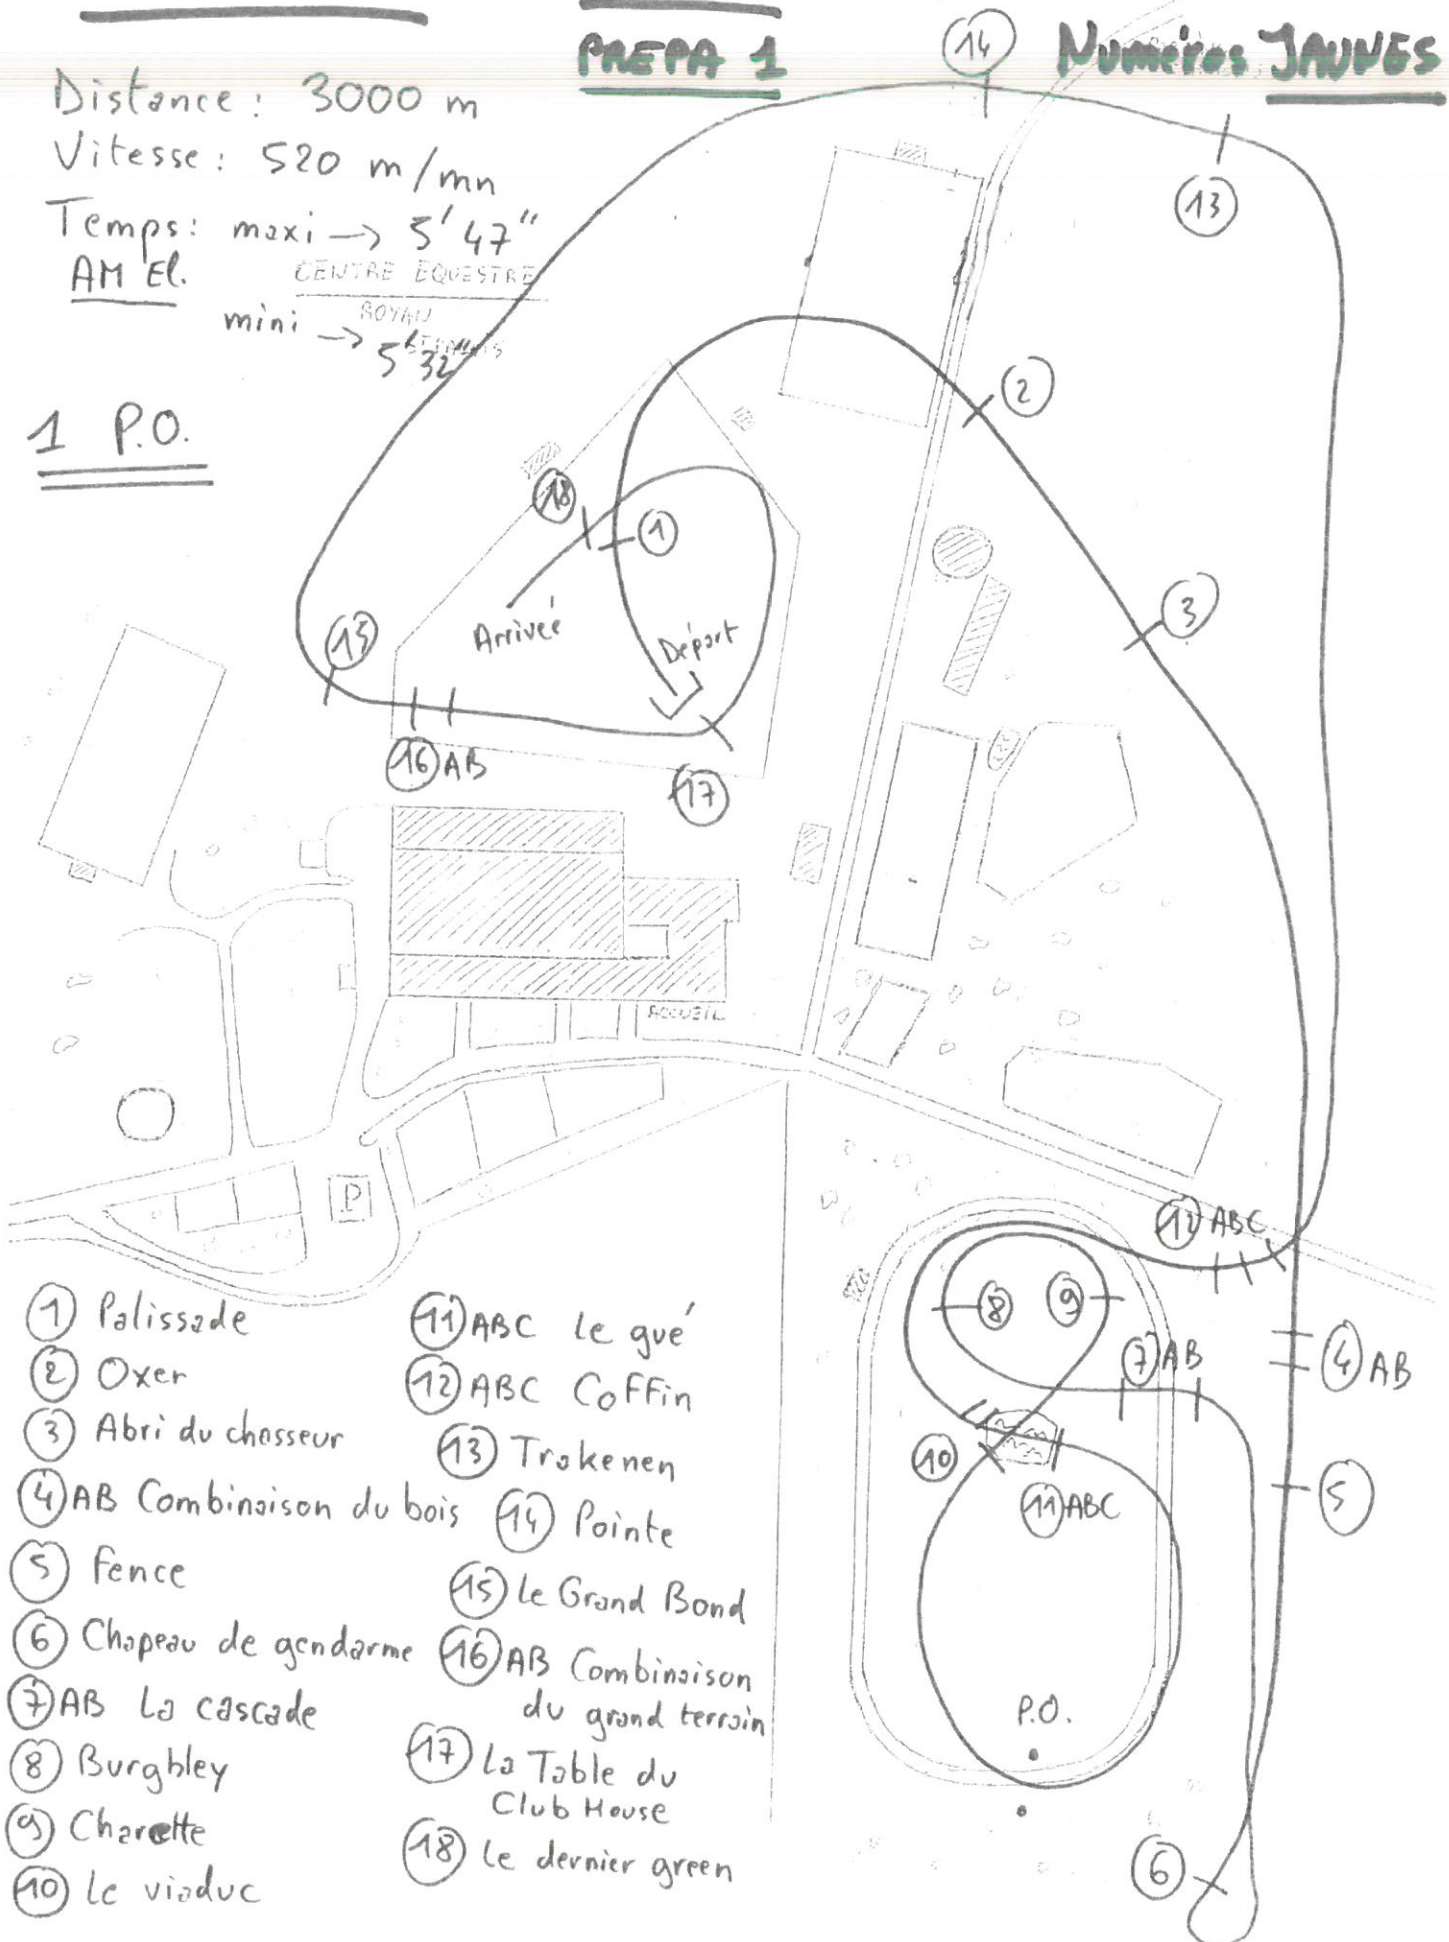 PREPA 1
Numéros JAUNES
Distance : 3000 m
Vitesse : 520 m/mn
Temps : maxi → 5' 47"
AM El.
mini → 5'32"
CENTRE EQUESTRE
ROYAN
1 P.O.
14
13
2
18
1
3
Arrivée
Départ
15
16 AB
17
ACCUEIL
P
12 ABC
8
9
7 AB
4 AB
10
11 ABC
5
P.O.
6
1 Palissade
2 Oxer
3 Abri du chasseur
4 AB Combinaison du bois
5 Fence
6 Chapeau de gendarme
7 AB La cascade
8 Burghley
9 Charette
10 Le viaduc
11 ABC Le gué
12 ABC Coffin
13 Trakenen
14 Pointe
15 Le Grand Bond
16 AB Combinaison
du grand terrain
17 La Table du
Club House
18 Le dernier green